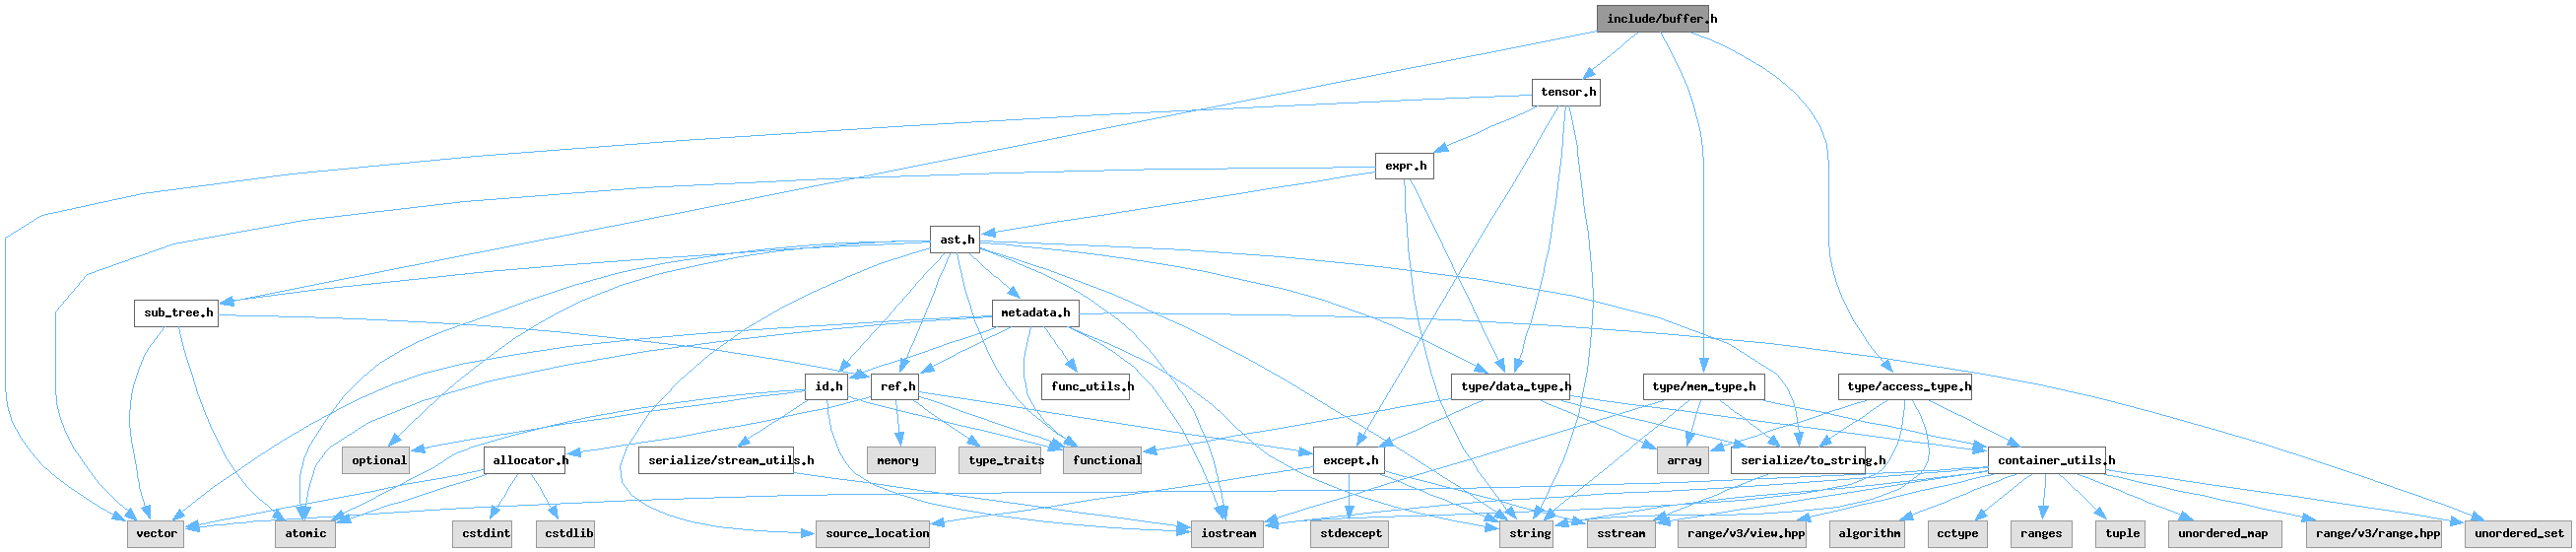 include/buffer.h
tensor.h
expr.h
ast.h
sub_tree.h
metadata.h
id.h
ref.h
func_utils.h
type/data_type.h
type/mem_type.h
type/access_type.h
optional
allocator.h
serialize/stream_utils.h
memory
type_traits
functional
except.h
array
serialize/to_string.h
container_utils.h
vector
atomic
cstdint
cstdlib
source_location
iostream
stdexcept
string
sstream
range/v3/view.hpp
algorithm
cctype
ranges
tuple
unordered_map
range/v3/range.hpp
unordered_set